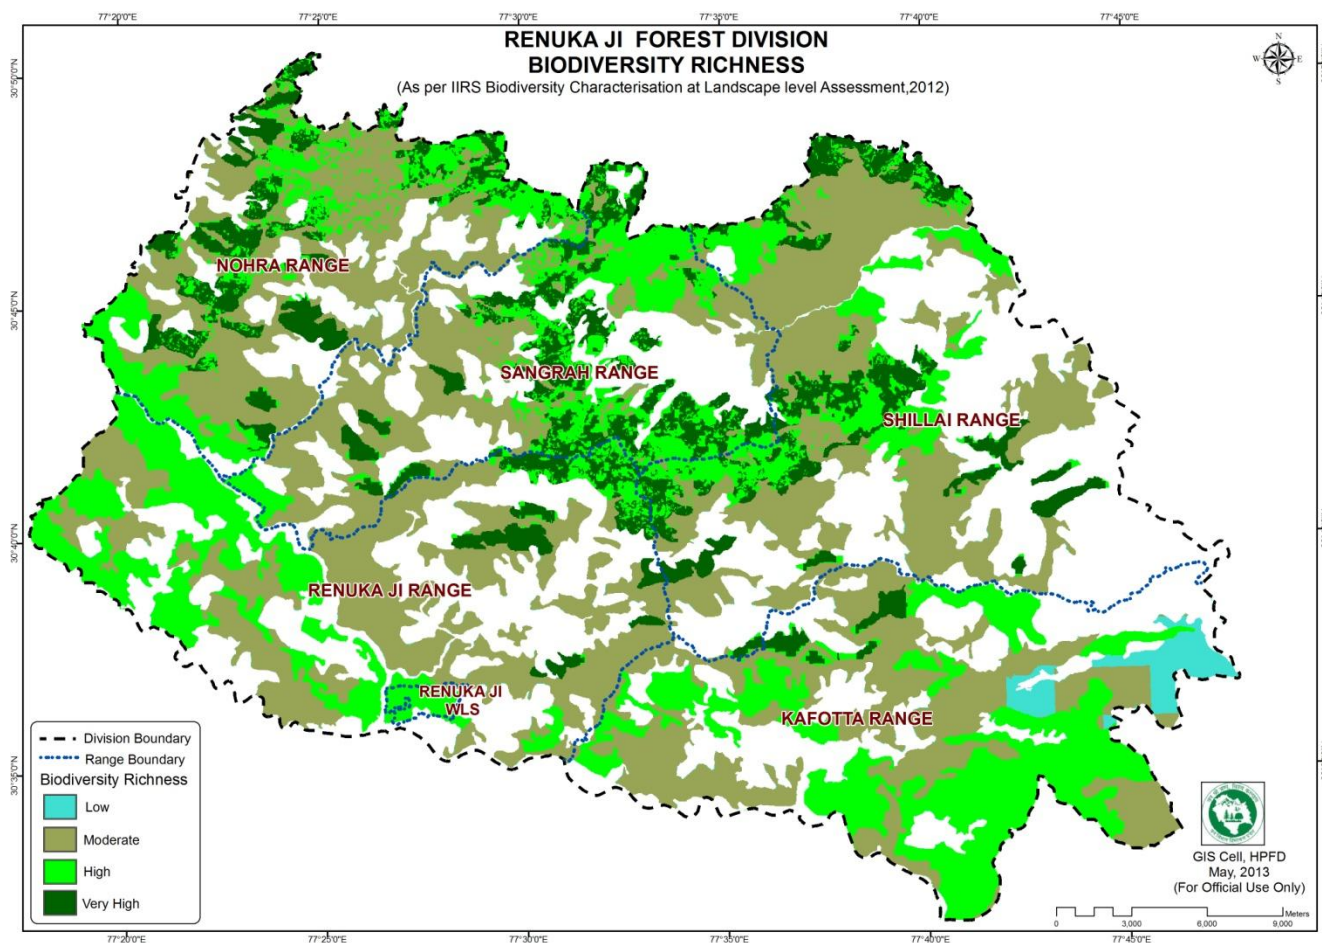 77°20'0"E 77°25'0"E 77°30'0"E 77°35'0"E 77°40'0"E 77°45'0"E
RENUKA JI FOREST DIVISION
BIODIVERSITY RICHNESS
(As per IIRS Biodiversity Characterisation at Landscape level Assessment,2012)
N
W E
S
30°50'0"N
NOHRA RANGE
30°45'0"N
SANGRAH RANGE
SHILLAI RANGE
30°40'0"N
RENUKA JI RANGE
RENUKA JI
WLS
KAFOTTA RANGE
30°35'0"N
Division Boundary
Range Boundary
Biodiversity Richness
Low
Moderate
High
Very High
GIS Cell, HPFD
May, 2013
(For Official Use Only)
Meters
0 3,000 6,000 9,000
77°20'0"E 77°25'0"E 77°30'0"E 77°35'0"E 77°40'0"E 77°45'0"E